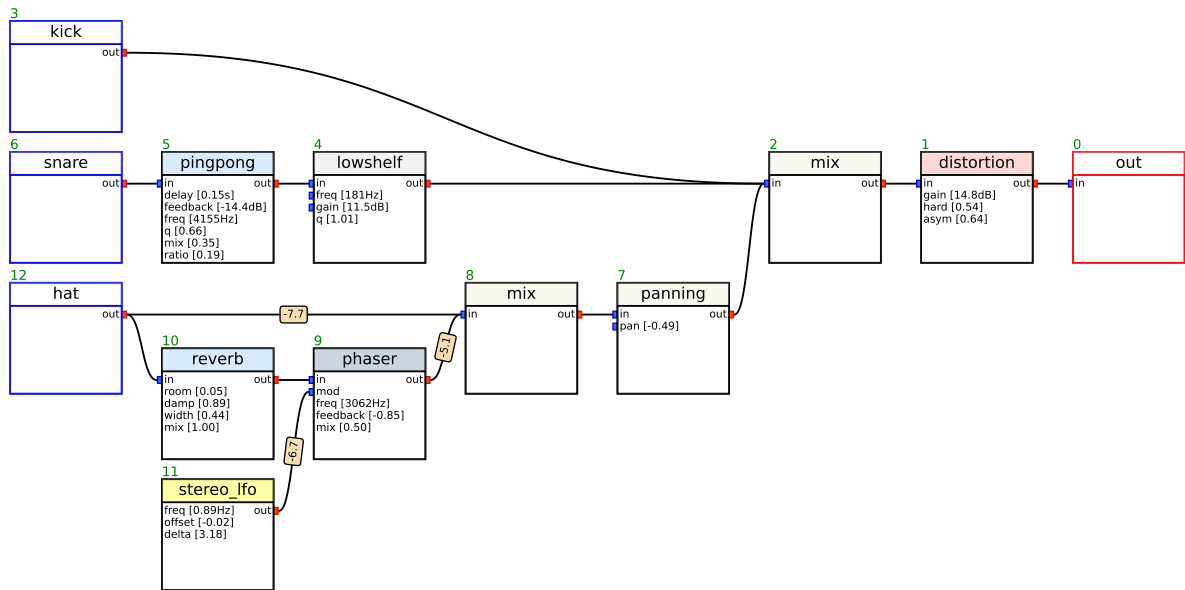 3
kick
out
6
snare
out
5
pingpong
in out
delay [0.15s]
feedback [-14.4dB]
freq [4155Hz]
q [0.66]
mix [0.35]
ratio [0.19]
4
lowshelf
in out
freq [181Hz]
gain [11.5dB]
q [1.01]
2
mix
in out
1
distortion
in out
gain [14.8dB]
hard [0.54]
asym [0.64]
0
out
in
12
hat
out
-7.7
10
reverb
in out
room [0.05]
damp [0.89]
width [0.44]
mix [1.00]
9
phaser
in out
mod
freq [3062Hz]
feedback [-0.85]
mix [0.50]
-5.1
8
mix
in out
7
panning
in out
pan [-0.49]
-6.7
11
stereo_lfo
freq [0.89Hz] out
offset [-0.02]
delta [3.18]